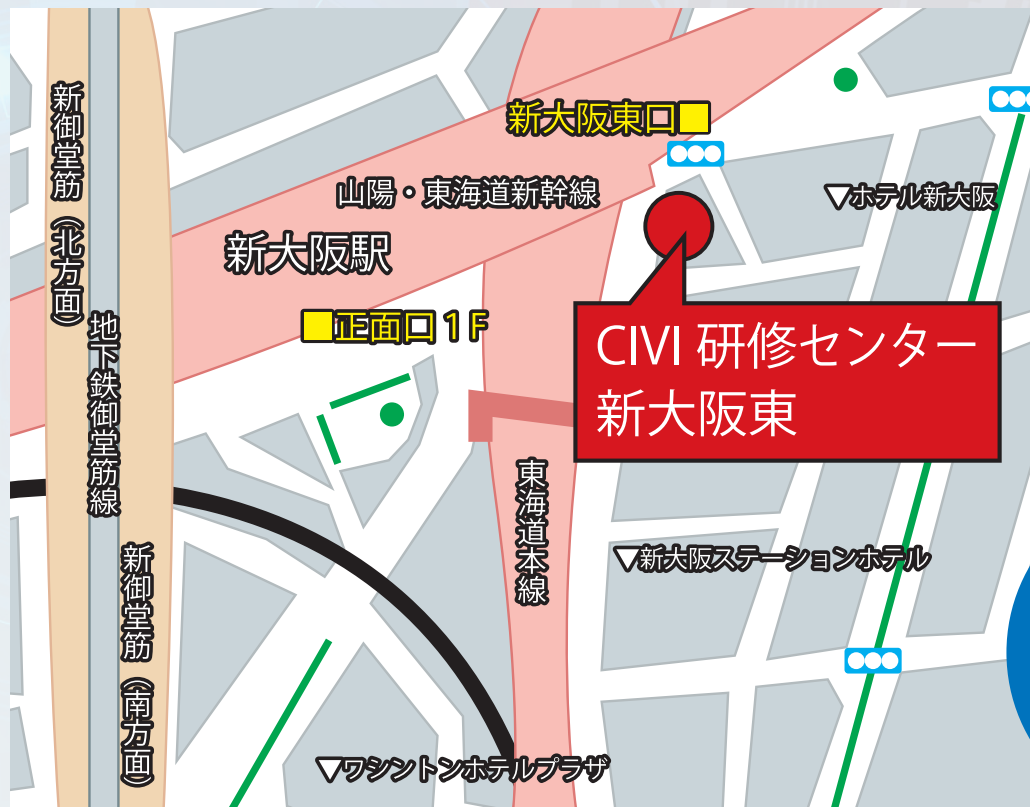 新大阪東口
山陽・東海道新幹線
新大阪駅
▼ホテル新大阪
新御堂筋（北方面）
正面口1F
地下鉄御堂筋線
CIVI 研修センター
新大阪東
東海道本線
▼新大阪ステーションホテル
新御堂筋（南方面）
▼ワシントンホテルプラザ